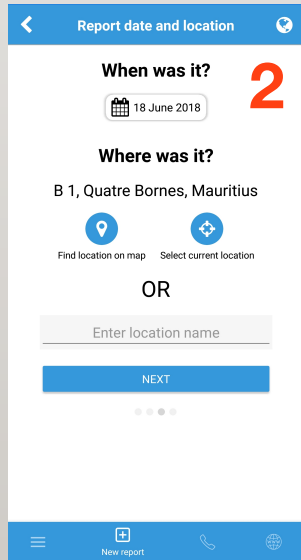 Report date and location
When was it?
2
18 June 2018
Where was it?
B 1, Quatre Bornes, Mauritius
Find location on map
Select current location
OR
Enter location name
NEXT
New report